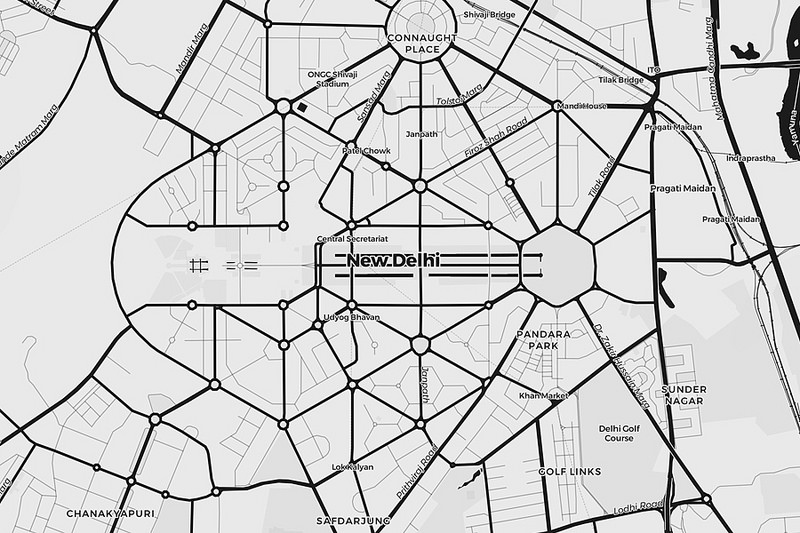 Shivaji Bridge
Mandir Marg
CONNAUGHT
PLACE
ITO
Mahatma Gandhi Marg
ONGC Shivaji
Stadium
Sansad Marg
Tilak Bridge
Tolstoy Marg
Mandi House
Yamuna
Janpath
Pragati Maidan
Patel Chowk
Firoz Shah Road
Indraprastha
Tilak Road
Pragati Maidan
Pragati Maidan
Central Secretariat
New Delhi
Udyog Bhavan
PANDARA
PARK
Dr. Zakir Hussain Marg
Janpath
Khan Market
SUNDER
NAGAR
Delhi Golf
Course
Lok Kalyan
Prithviraj Road
GOLF LINKS
Lodhi Road
CHANAKYAPURI
SAFDARJUNG